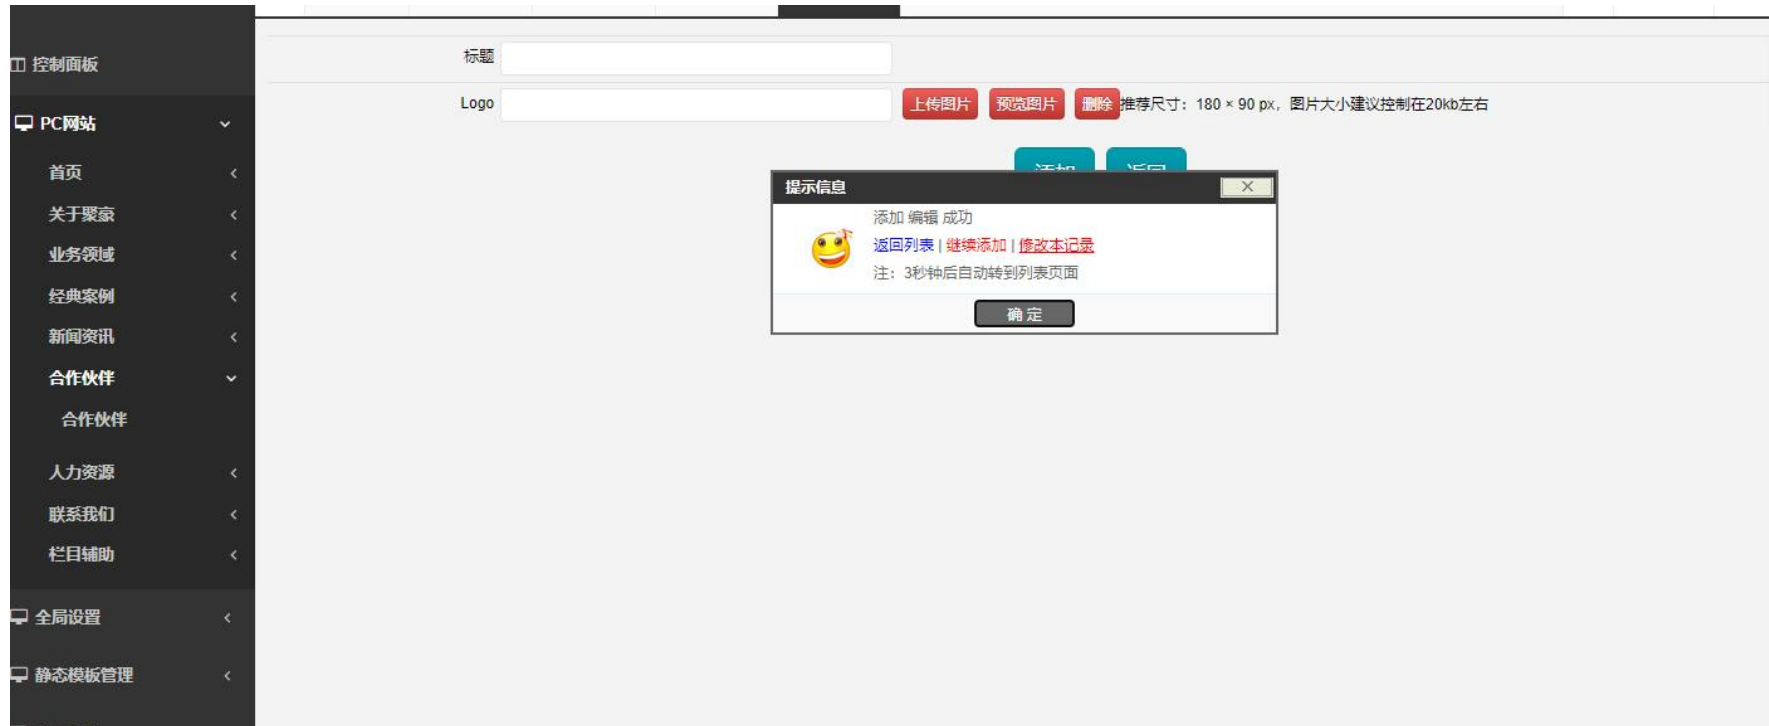 控制面板
PC网站
首页
关于聚豪
业务领域
经典案例
新闻资讯
合作伙伴
合作伙伴
人力资源
联系我们
栏目辅助
全局设置
静态模板管理
标题
Logo 上传图片 预览图片 删除 推荐尺寸：180 × 90 px，图片大小建议控制在20kb左右
添加 返回
提示信息
添加 编辑 成功
返回列表 | 继续添加 | 修改本记录
注：3秒钟后自动转到列表页面
确 定